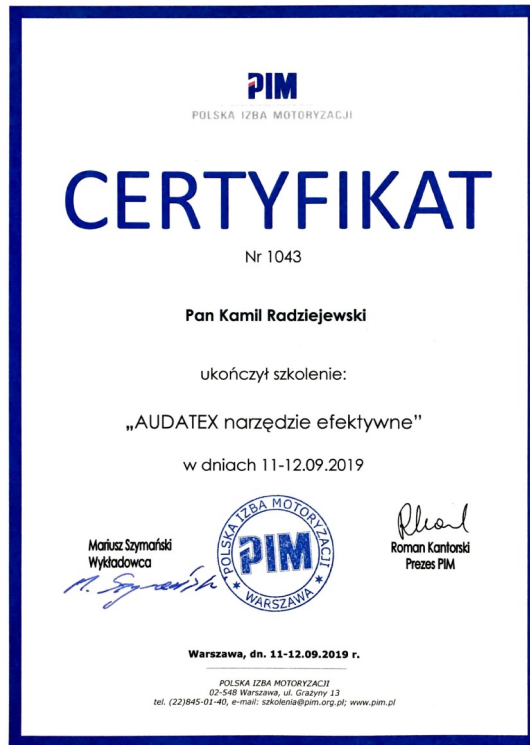 PIM
POLSKA IZBA MOTORYZACJI
CERTYFIKAT
Nr 1043
Pan Kamil Radziejewski
ukończył szkolenie:
„AUDATEX narzędzie efektywne”
w dniach 11-12.09.2019
Mariusz Szymański
Wykładowca
M. Szymański
POLSKA IZBA MOTORYZACJI
PIM
* WARSZAWA *
Roman Kantorski
Prezes PIM
Warszawa, dn. 11-12.09.2019 r.
POLSKA IZBA MOTORYZACJI
02-548 Warszawa, ul. Grażyny 13
tel. (22)845-01-40, e-mail: szkolenia@pim.org.pl; www.pim.pl